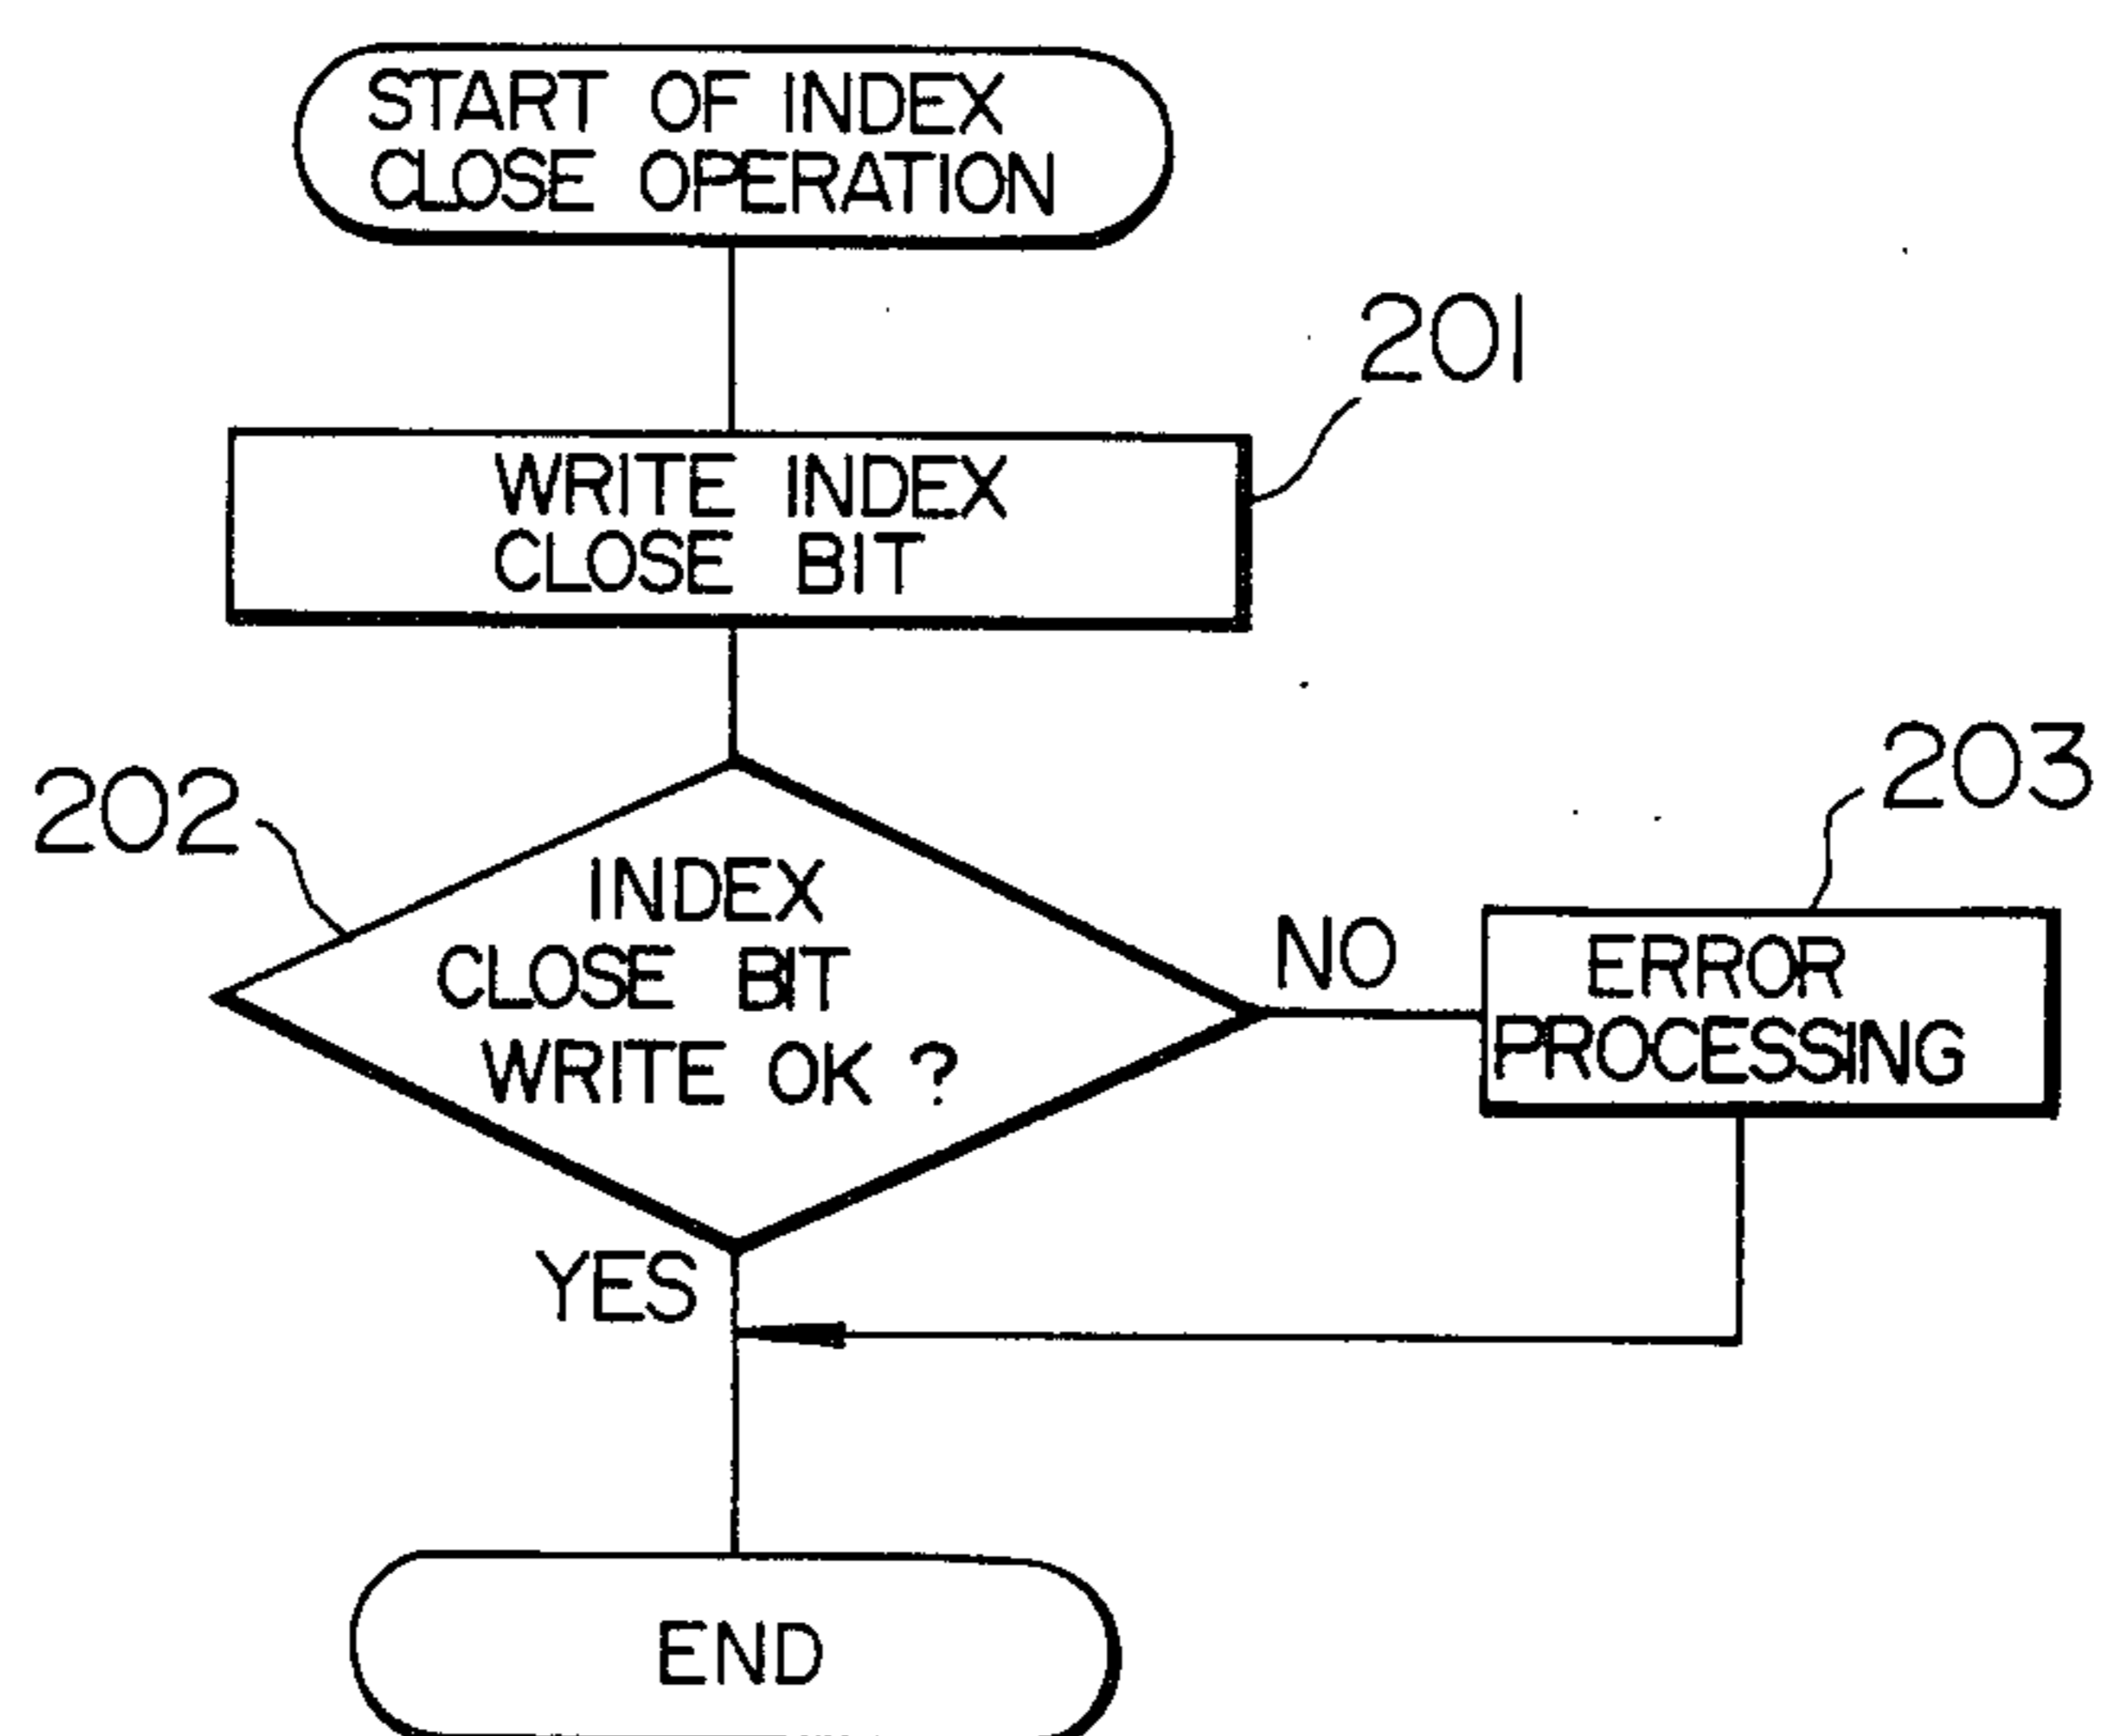 START OF INDEX
CLOSE OPERATION
201
WRITE INDEX
CLOSE BIT
202
203
INDEX
CLOSE BIT
WRITE OK ?
NO
ERROR
PROCESSING
YES
END